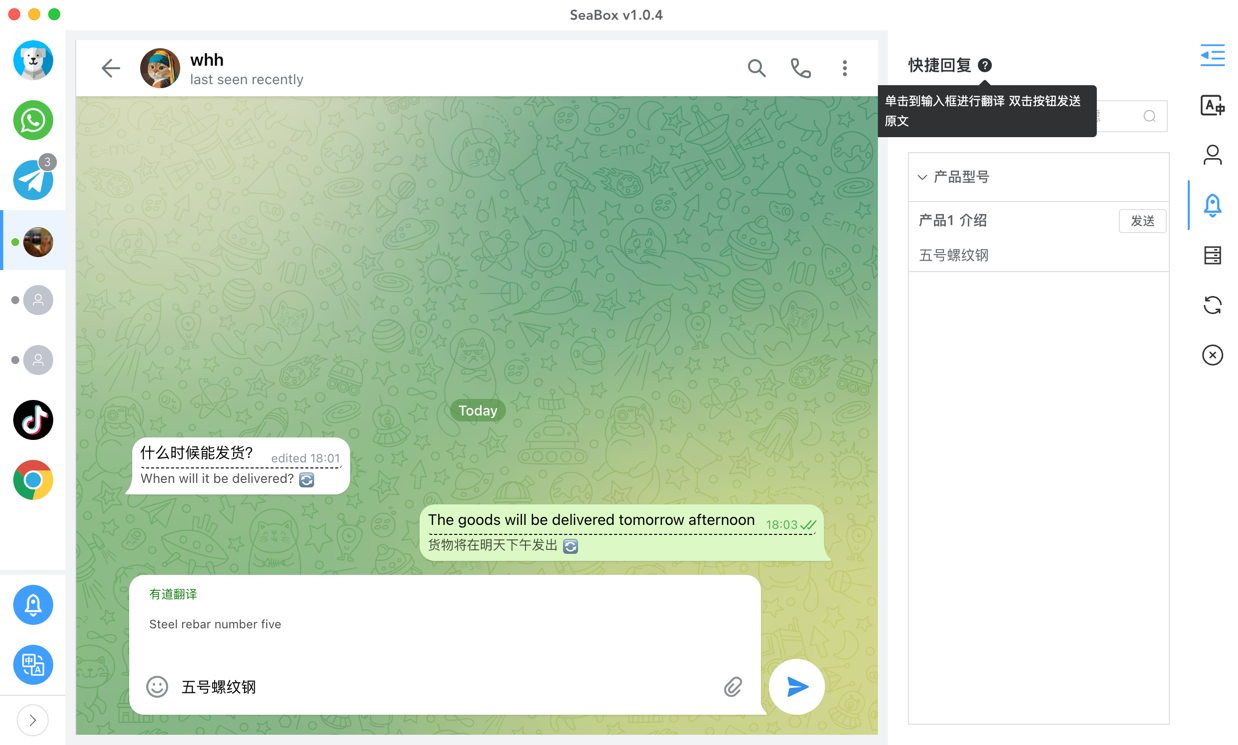 SeaBox v1.0.4
whh
last seen recently
3
快捷回复
单击到输入框进行翻译 双击按钮发送
原文
产品型号
产品1 介绍
发送
五号螺纹钢
Today
什么时候能发货?
edited 18:01
When will it be delivered?
The goods will be delivered tomorrow afternoon
18:03
货物将在明天下午发出
有道翻译
Steel rebar number five
五号螺纹钢